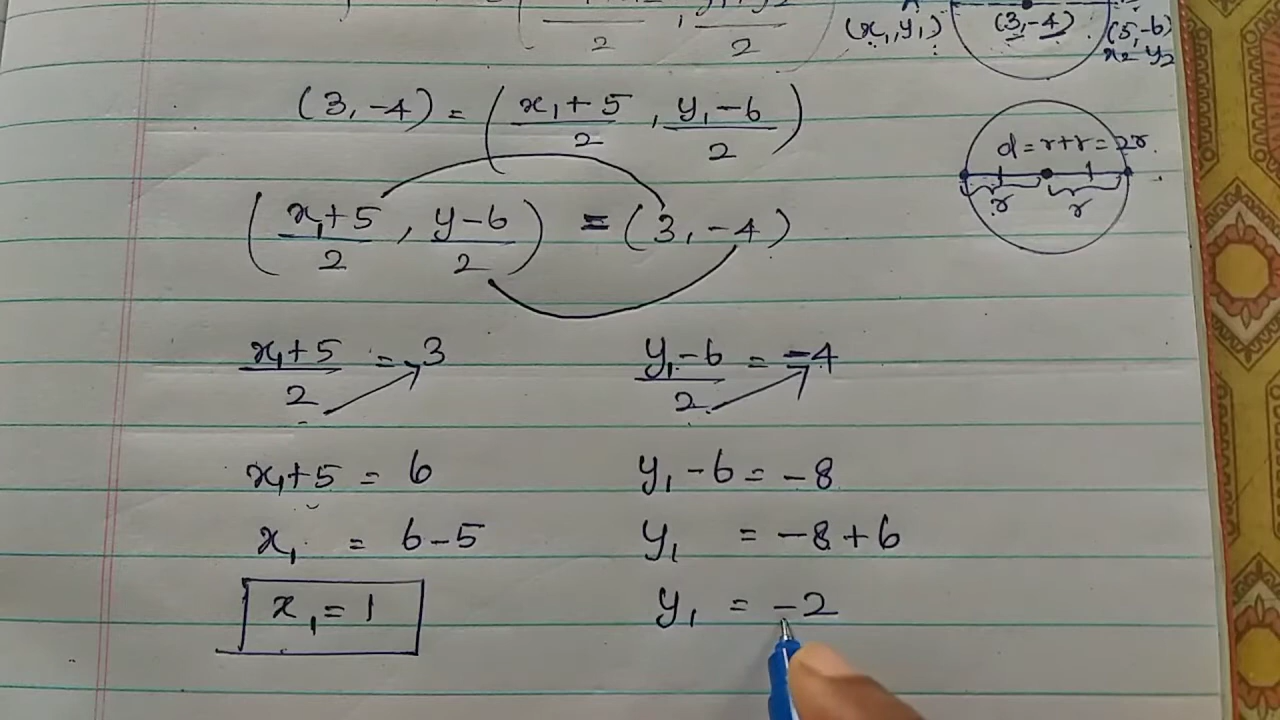 2 , 2
(x₁, y₁) (3, -4) (5, -6)
x₂ y₂
(3, -4) = ( x₁+5 / 2 , y₁-6 / 2 )
d = r+r = 2r.
r r
( x₁+5 / 2 , y-6 / 2 ) = (3, -4)
x₁+5 / 2 = 3 y₁-6 / 2 = -4
x₁+5 = 6 y₁-6 = -8
x₁ = 6-5 y₁ = -8+6
x₁ = 1 y₁ = -2